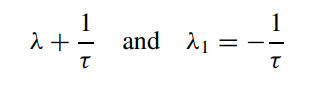 λ + 1/τ and λ₁ = −1/τ